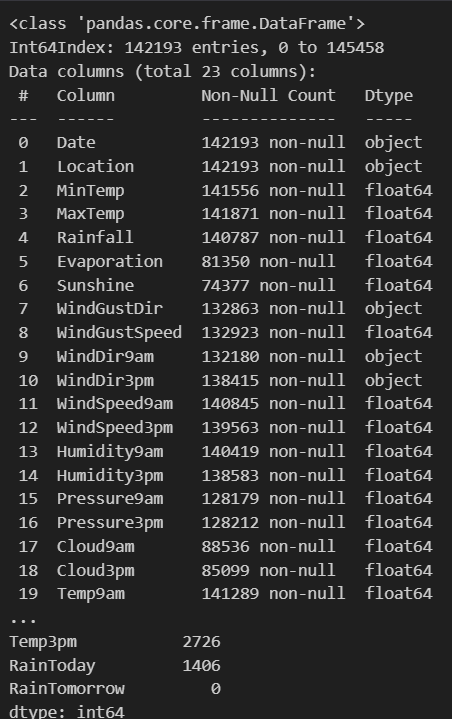 <class 'pandas.core.frame.DataFrame'>
Int64Index: 142193 entries, 0 to 145458
Data columns (total 23 columns):
 #   Column         Non-Null Count   Dtype
---  ------         --------------   -----
 0   Date           142193 non-null  object
 1   Location       142193 non-null  object
 2   MinTemp        141556 non-null  float64
 3   MaxTemp        141871 non-null  float64
 4   Rainfall       140787 non-null  float64
 5   Evaporation    81350 non-null   float64
 6   Sunshine       74377 non-null   float64
 7   WindGustDir    132863 non-null  object
 8   WindGustSpeed  132923 non-null  float64
 9   WindDir9am     132180 non-null  object
 10  WindDir3pm     138415 non-null  object
 11  WindSpeed9am   140845 non-null  float64
 12  WindSpeed3pm   139563 non-null  float64
 13  Humidity9am    140419 non-null  float64
 14  Humidity3pm    138583 non-null  float64
 15  Pressure9am    128179 non-null  float64
 16  Pressure3pm    128212 non-null  float64
 17  Cloud9am       88536 non-null   float64
 18  Cloud3pm       85099 non-null   float64
 19  Temp9am        141289 non-null  float64
...
Temp3pm           2726
RainToday         1406
RainTomorrow         0
dtype: int64